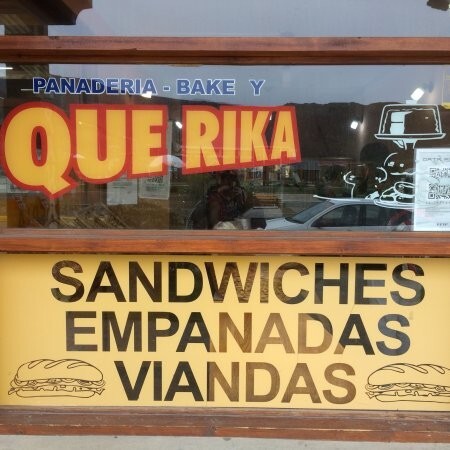 PANADERIA - BAKE Y
QUE RIKA
SANDWICHES
EMPANADAS
VIANDAS